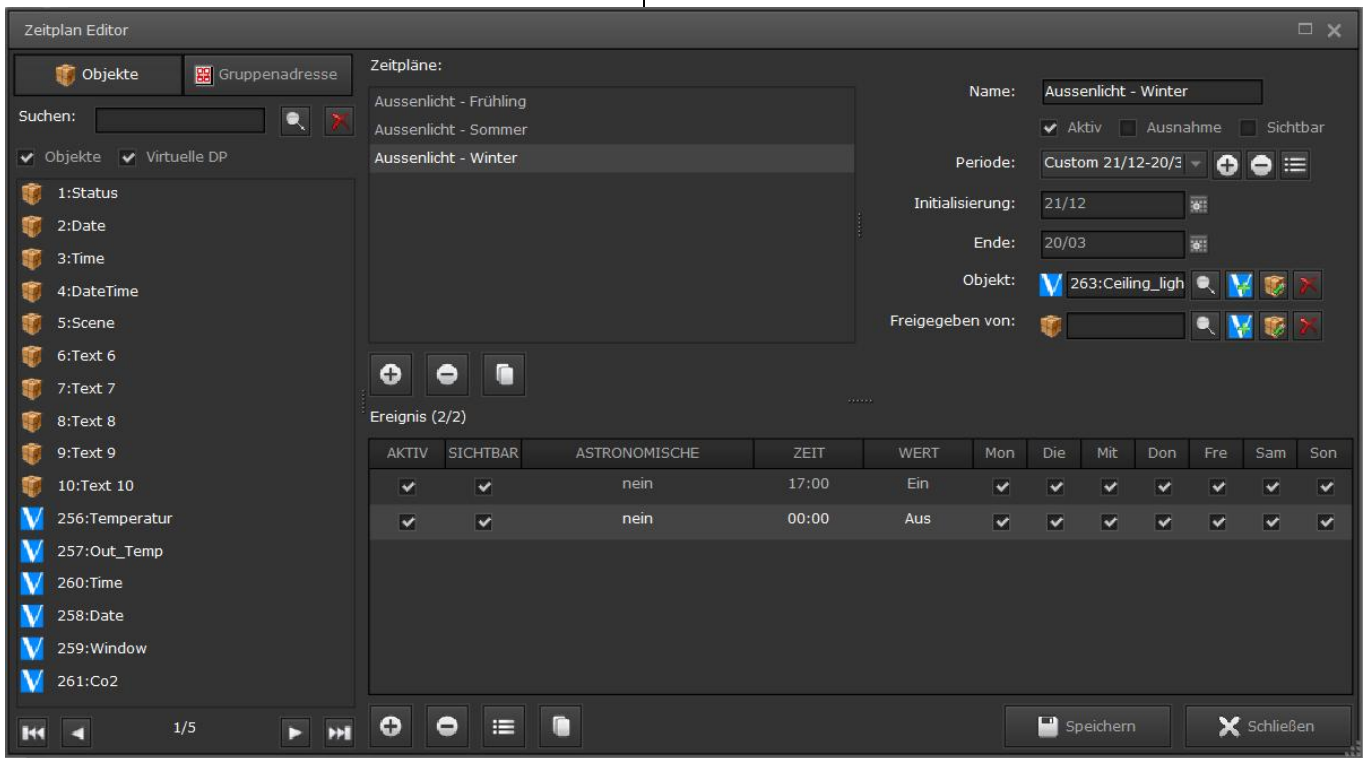 Zeitplan Editor
Objekte
Gruppenadresse
Suchen:
Objekte
Virtuelle DP
1:Status
2:Date
3:Time
4:DateTime
5:Scene
6:Text 6
7:Text 7
8:Text 8
9:Text 9
10:Text 10
256:Temperatur
257:Out_Temp
260:Time
258:Date
259:Window
261:Co2
1/5
Zeitpläne:
Aussenlicht - Frühling
Aussenlicht - Sommer
Aussenlicht - Winter
Name: Aussenlicht - Winter
Aktiv Ausnahme Sichtbar
Periode: Custom 21/12-20/3
Initialisierung: 21/12
Ende: 20/03
Objekt: 263:Ceiling_ligh
Freigegeben von:
Ereignis (2/2)
AKTIV SICHTBAR ASTRONOMISCHE ZEIT WERT Mon Die Mit Don Fre Sam Son
nein 17:00 Ein
nein 00:00 Aus
Speichern
Schließen